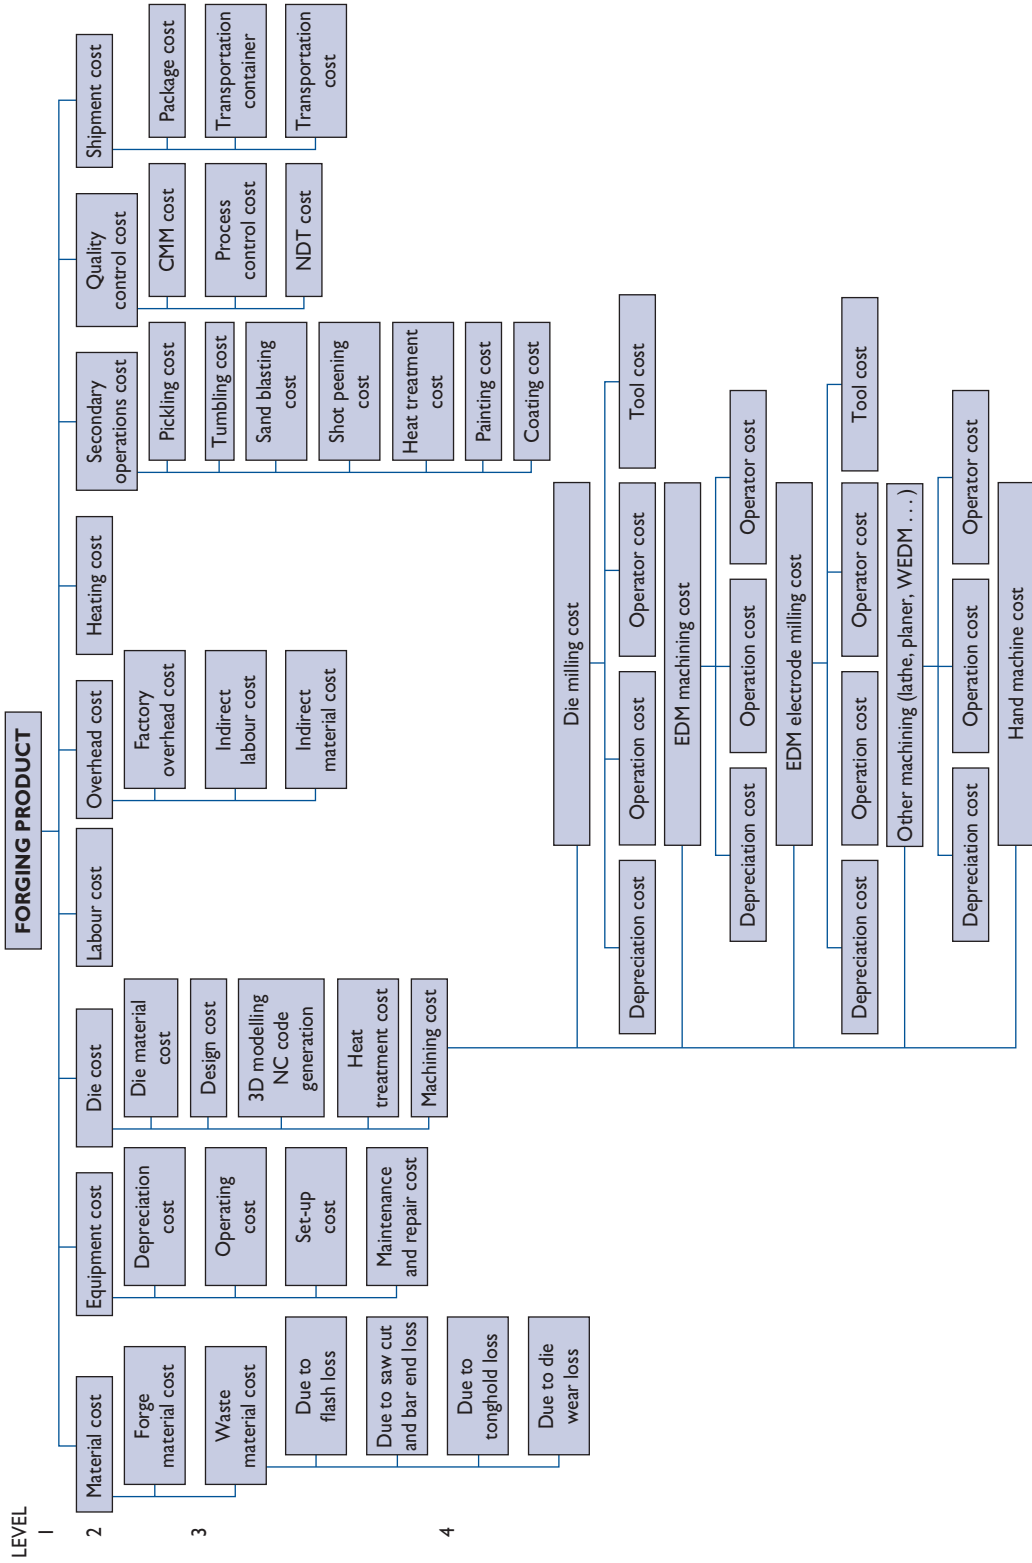 LEVEL
1
2
3
4
FORGING PRODUCT
Material cost
Forge
material cost
Waste
material cost
Due to
flash loss
Due to saw cut
and bar end loss
Due to
tonghold loss
Due to die
wear loss
Equipment cost
Depreciation
cost
Operating
cost
Set-up
cost
Maintenance
and repair cost
Die cost
Die material
cost
Design cost
3D modelling
NC code
generation
Heat
treatment cost
Machining cost
Die milling cost
Depreciation cost
Operation cost
Operator cost
Tool cost
EDM machining cost
Depreciation cost
Operation cost
Operator cost
EDM electrode milling cost
Depreciation cost
Operation cost
Operator cost
Tool cost
Other machining (lathe, planer, WEDM . . . )
Depreciation cost
Operation cost
Operator cost
Hand machine cost
Labour cost
Overhead cost
Factory
overhead cost
Indirect
labour cost
Indirect
material cost
Heating cost
Secondary
operations cost
Pickling cost
Tumbling cost
Sand blasting
cost
Shot peening
cost
Heat treatment
cost
Painting cost
Coating cost
Quality
control cost
CMM cost
Process
control cost
NDT cost
Shipment cost
Package cost
Transportation
container
Transportation
cost